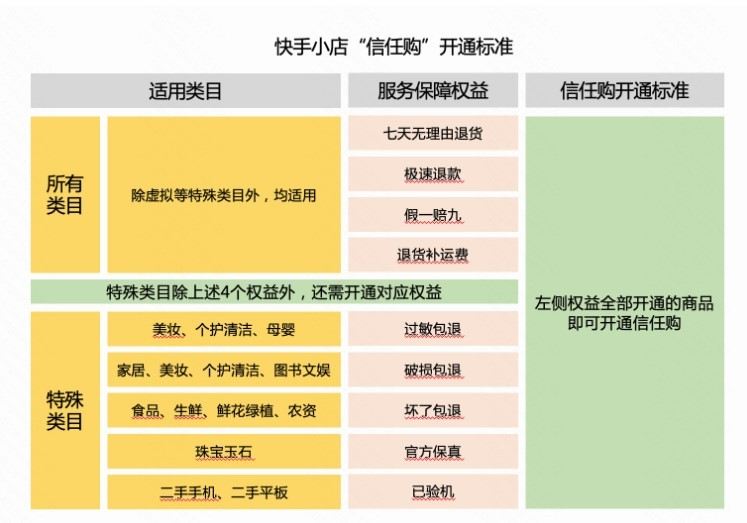 快手小店“信任购”开通标准
适用类目
服务保障权益
信任购开通标准
所有
类目
除虚拟等特殊类目外，均适用
七天无理由退货
极速退款
假一赔九
退货补运费
特殊类目除上述4个权益外，还需开通对应权益
左侧权益全部开通的商品
即可开通信任购
特殊
类目
美妆、个护清洁、母婴
过敏包退
家居、美妆、个护清洁、图书文娱
破损包退
食品、生鲜、鲜花绿植、农资
坏了包退
珠宝玉石
官方保真
二手手机、二手平板
已验机